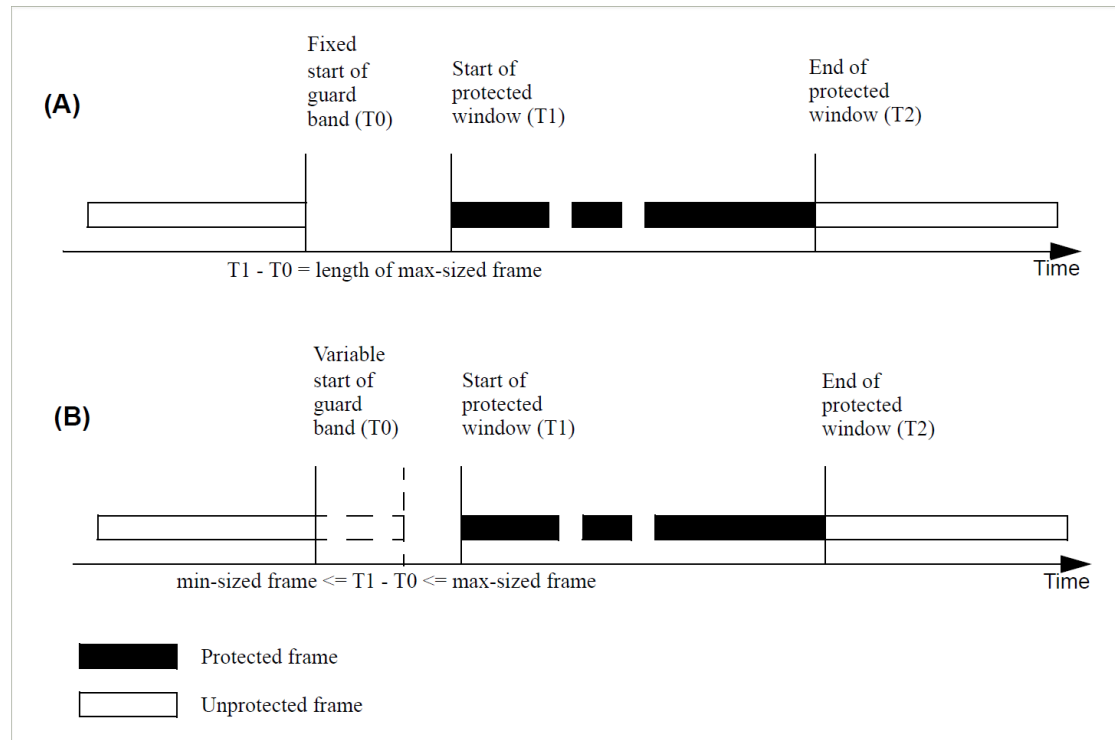 (A)
Fixed
start of
guard
band (T0)
Start of
protected
window (T1)
End of
protected
window (T2)
Time
T1 - T0 = length of max-sized frame
(B)
Variable
start of
guard
band (T0)
Start of
protected
window (T1)
End of
protected
window (T2)
Time
min-sized frame <= T1 - T0 <= max-sized frame
Protected frame
Unprotected frame